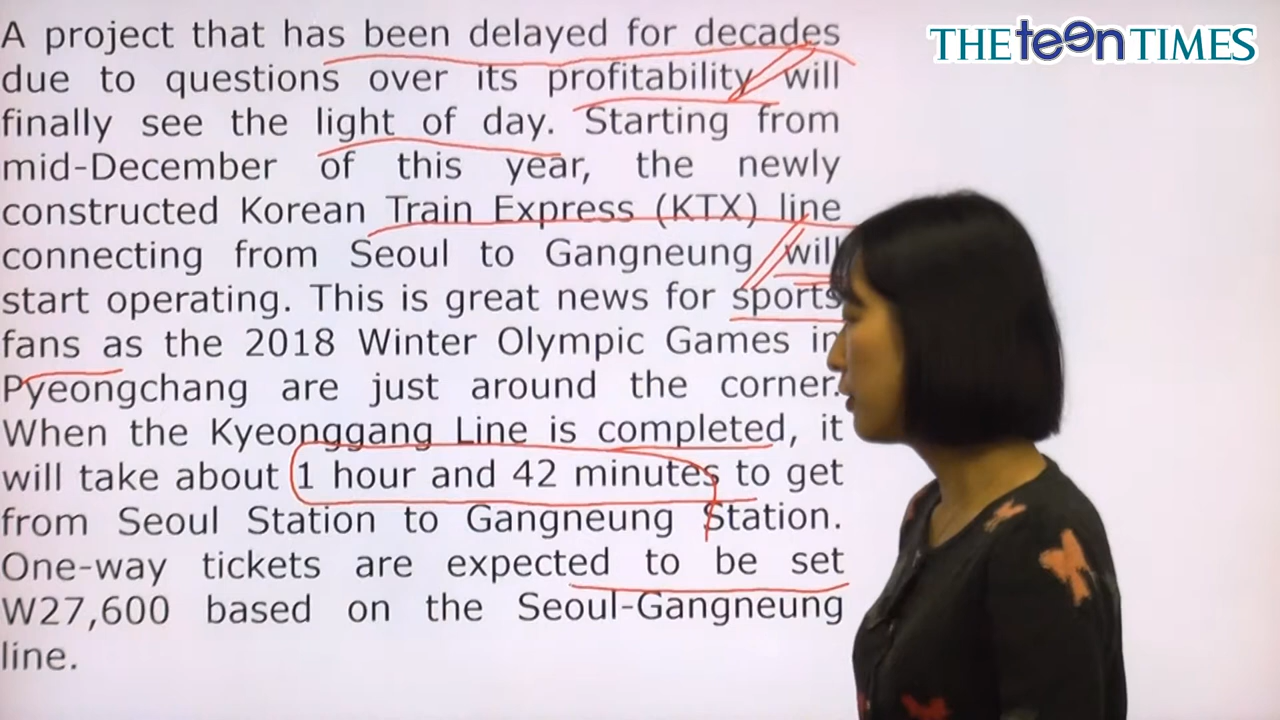 A project that has been delayed for decades
due to questions over its profitability will
finally see the light of day. Starting from
mid-December of this year, the newly
constructed Korean Train Express (KTX) line
connecting from Seoul to Gangneung will
start operating. This is great news for sports
fans as the 2018 Winter Olympic Games in
Pyeongchang are just around the corner.
When the Kyeonggang Line is completed, it
will take about 1 hour and 42 minutes to get
from Seoul Station to Gangneung Station.
One-way tickets are expected to be set
W27,600 based on the Seoul-Gangneung
line.
THE teen TIMES